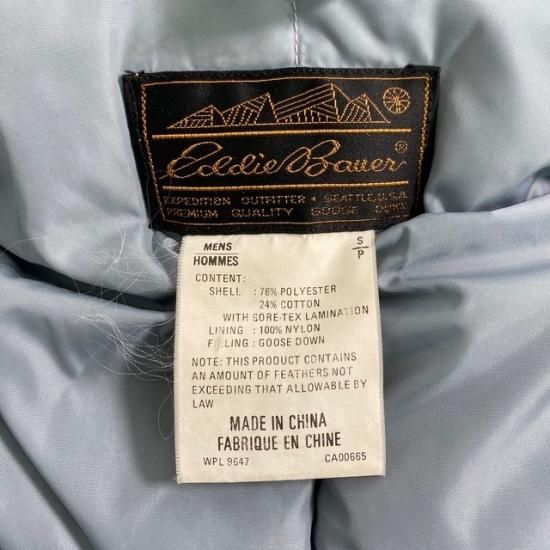 Eddie Bauer®
EXPEDITION OUTFITTER • SEATTLE, U.S.A.
PREMIUM QUALITY GOOSE DOWN
MENS
HOMMES
S/P
CONTENT:
SHELL : 76% POLYESTER
24% COTTON
WITH GORE-TEX LAMINATION
LINING : 100% NYLON
FILLING : GOOSE DOWN
NOTE: THIS PRODUCT CONTAINS
AN AMOUNT OF FEATHERS NOT
EXCEEDING THAT ALLOWABLE BY
LAW
MADE IN CHINA
FABRIQUE EN CHINE
WPL 9647 CA00665